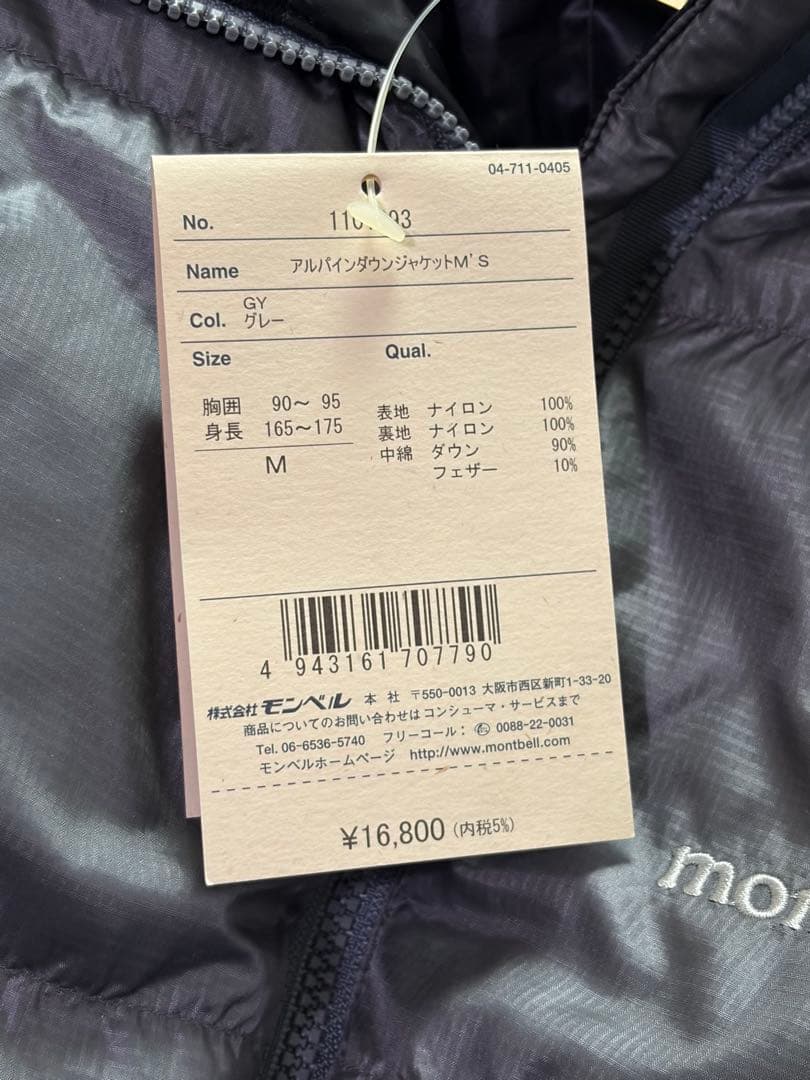 04-711-0405
No.
Name アルパインダウンジャケットM'S
Col. GY グレー
Size Qual.
胸囲 90〜 95
身長 165〜175
M
表地 ナイロン 100%
裏地 ナイロン 100%
中綿 ダウン 90%
フェザー 10%
4 943161 707790
株式会社 モンベル 本 社 〒550-0013 大阪市西区新町1-33-20
商品についてのお問い合わせは コンシューマ・サービスまで
Tel. 06-6536-5740 フリーコール： 0088-22-0031
モンベルホームページ http://www.montbell.com
¥16,800 (内税5%)